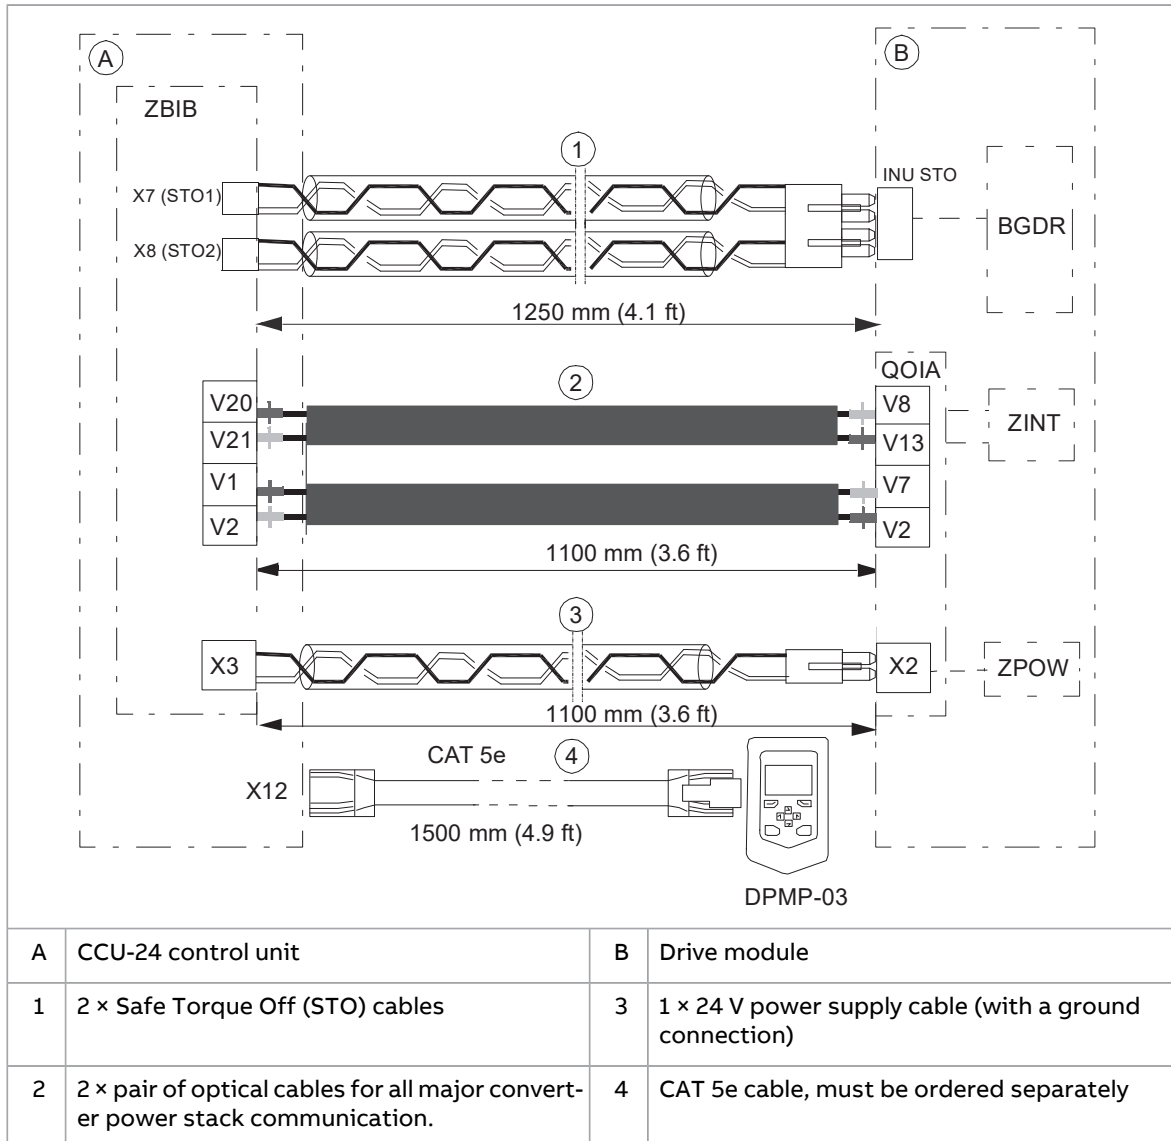 A
B
ZBIB
1
X7 (STO1)
INU STO
BGDR
X8 (STO2)
1250 mm (4.1 ft)
QOIA
2
V20
V8
ZINT
V21
V13
V1
V7
V2
V2
1100 mm (3.6 ft)
3
X3
X2
ZPOW
1100 mm (3.6 ft)
CAT 5e
4
X12
1500 mm (4.9 ft)
DPMP-03
A CCU-24 control unit
B Drive module
1 2 × Safe Torque Off (STO) cables
3 1 × 24 V power supply cable (with a ground
connection)
2 2 × pair of optical cables for all major convert-
er power stack communication.
4 CAT 5e cable, must be ordered separately